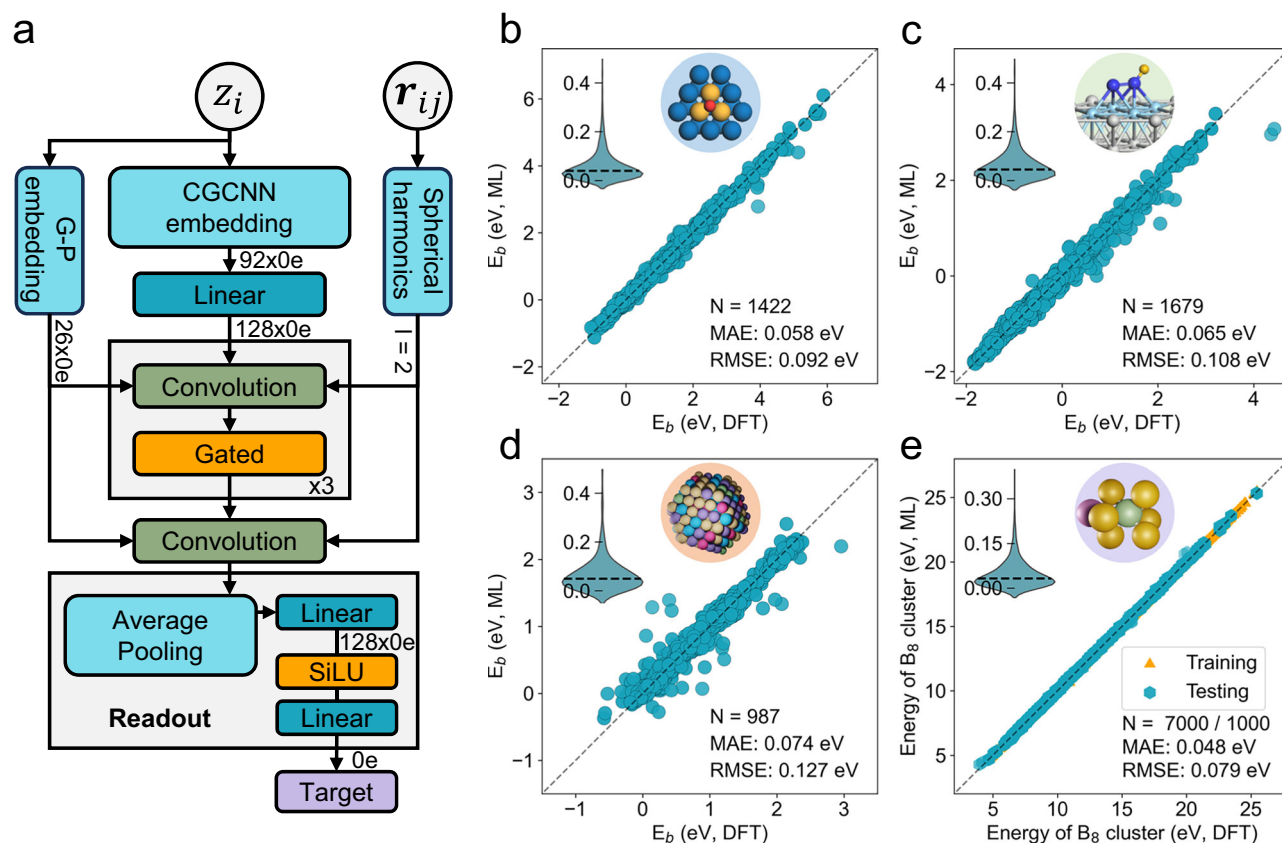 a
z_i
r_ij
G-P
embedding
CGCNN
embedding
Spherical
harmonics
92x0e
Linear
26x0e
128x0e
l = 2
Convolution
Gated
x3
Convolution
Average
Pooling
Linear
128x0e
SiLU
Linear
Readout
0e
Target
b
E_b (eV, ML)
6
4
2
0
−2
0.4
0.2
0.0
N = 1422
MAE: 0.058 eV
RMSE: 0.092 eV
−2 0 2 4 6
E_b (eV, DFT)
c
E_b (eV, ML)
4
2
0
−2
0.4
0.2
0.0
N = 1679
MAE: 0.065 eV
RMSE: 0.108 eV
−2 0 2 4
E_b (eV, DFT)
d
E_b (eV, ML)
3
2
1
0
−1
0.4
0.2
0.0
N = 987
MAE: 0.074 eV
RMSE: 0.127 eV
−1 0 1 2 3
E_b (eV, DFT)
e
Energy of B₈ cluster (eV, ML)
25
20
15
10
5
0.30
0.15
0.00
Training
Testing
N = 7000 / 1000
MAE: 0.048 eV
RMSE: 0.079 eV
5 10 15 20 25
Energy of B₈ cluster (eV, DFT)